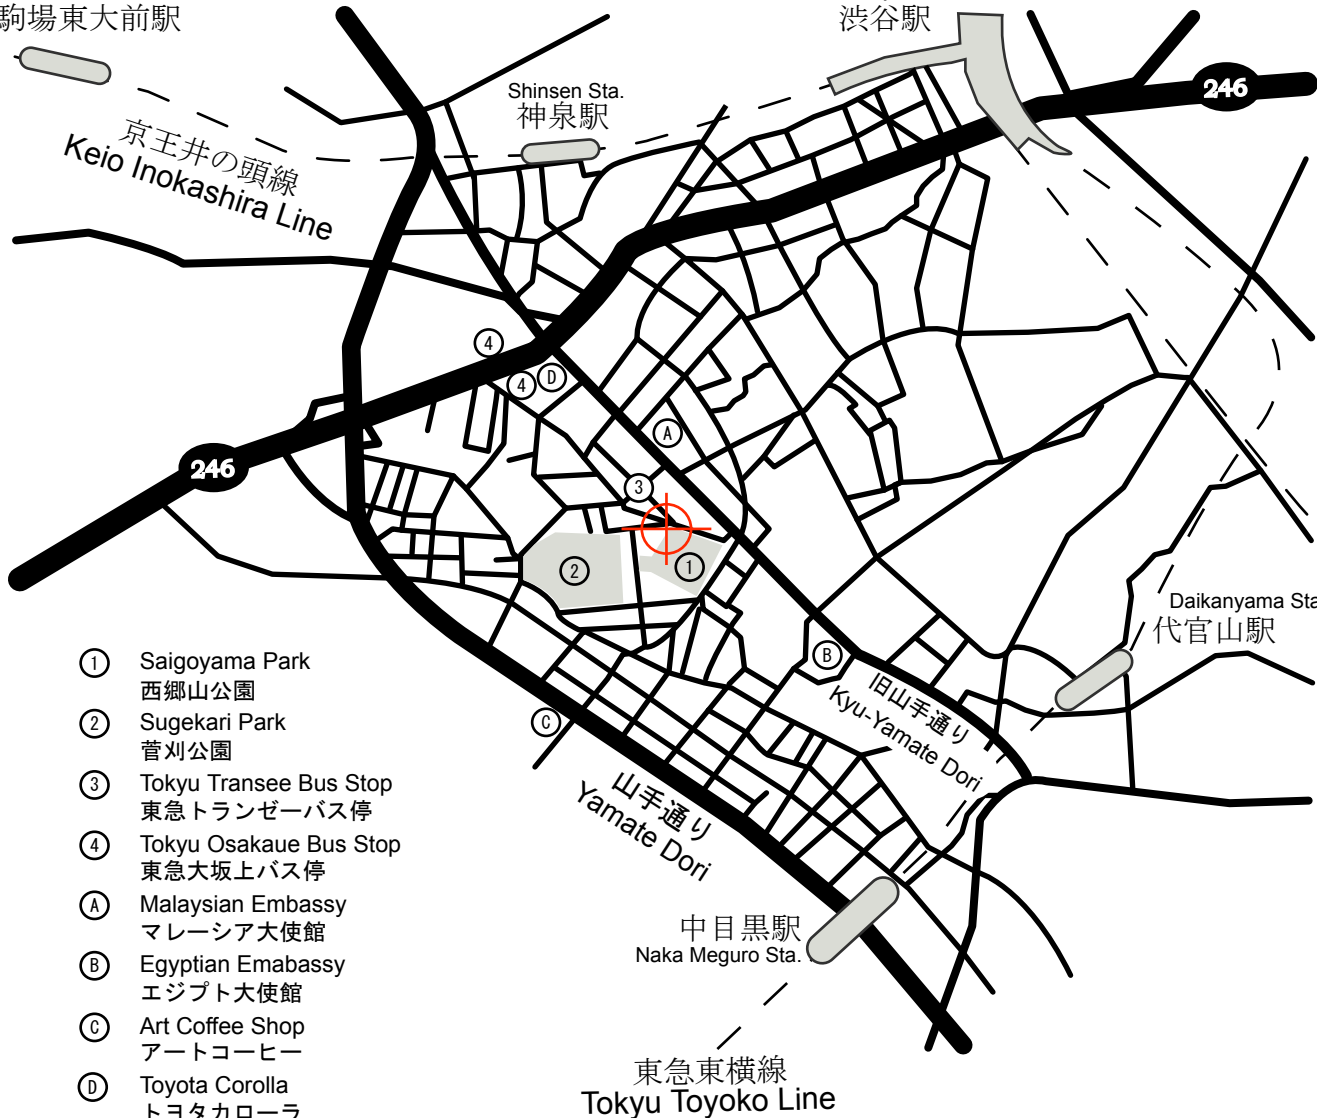 駒場東大前駅
渋谷駅
246
Shinsen Sta.
神泉駅
京王井の頭線
Keio Inokashira Line
4
4
D
A
246
3
2
1
Daikanyama Sta
代官山駅
B
旧山手通り
Kyu-Yamate Dori
C
山手通り
Yamate Dori
中目黒駅
Naka Meguro Sta.
東急東横線
Tokyu Toyoko Line
1 Saigoyama Park
西郷山公園
2 Sugekari Park
菅刈公園
3 Tokyu Transee Bus Stop
東急トランゼーバス停
4 Tokyu Osakaue Bus Stop
東急大坂上バス停
A Malaysian Embassy
マレーシア大使館
B Egyptian Emabassy
エジプト大使館
C Art Coffee Shop
アートコーヒー
D Toyota Corolla
トヨタカローラ